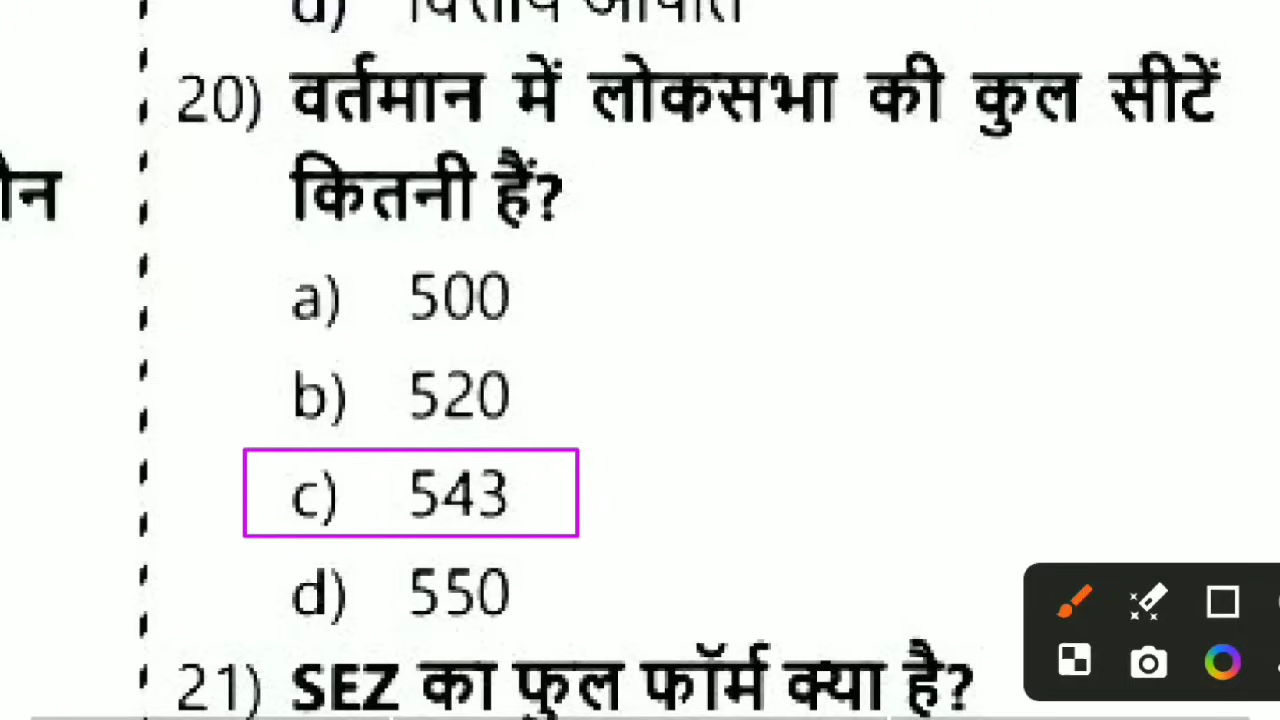 20) वर्तमान में लोकसभा की कुल सीटें
कितनी हैं?
a) 500
b) 520
c) 543
d) 550
21) SEZ का फुल फॉर्म क्या है?